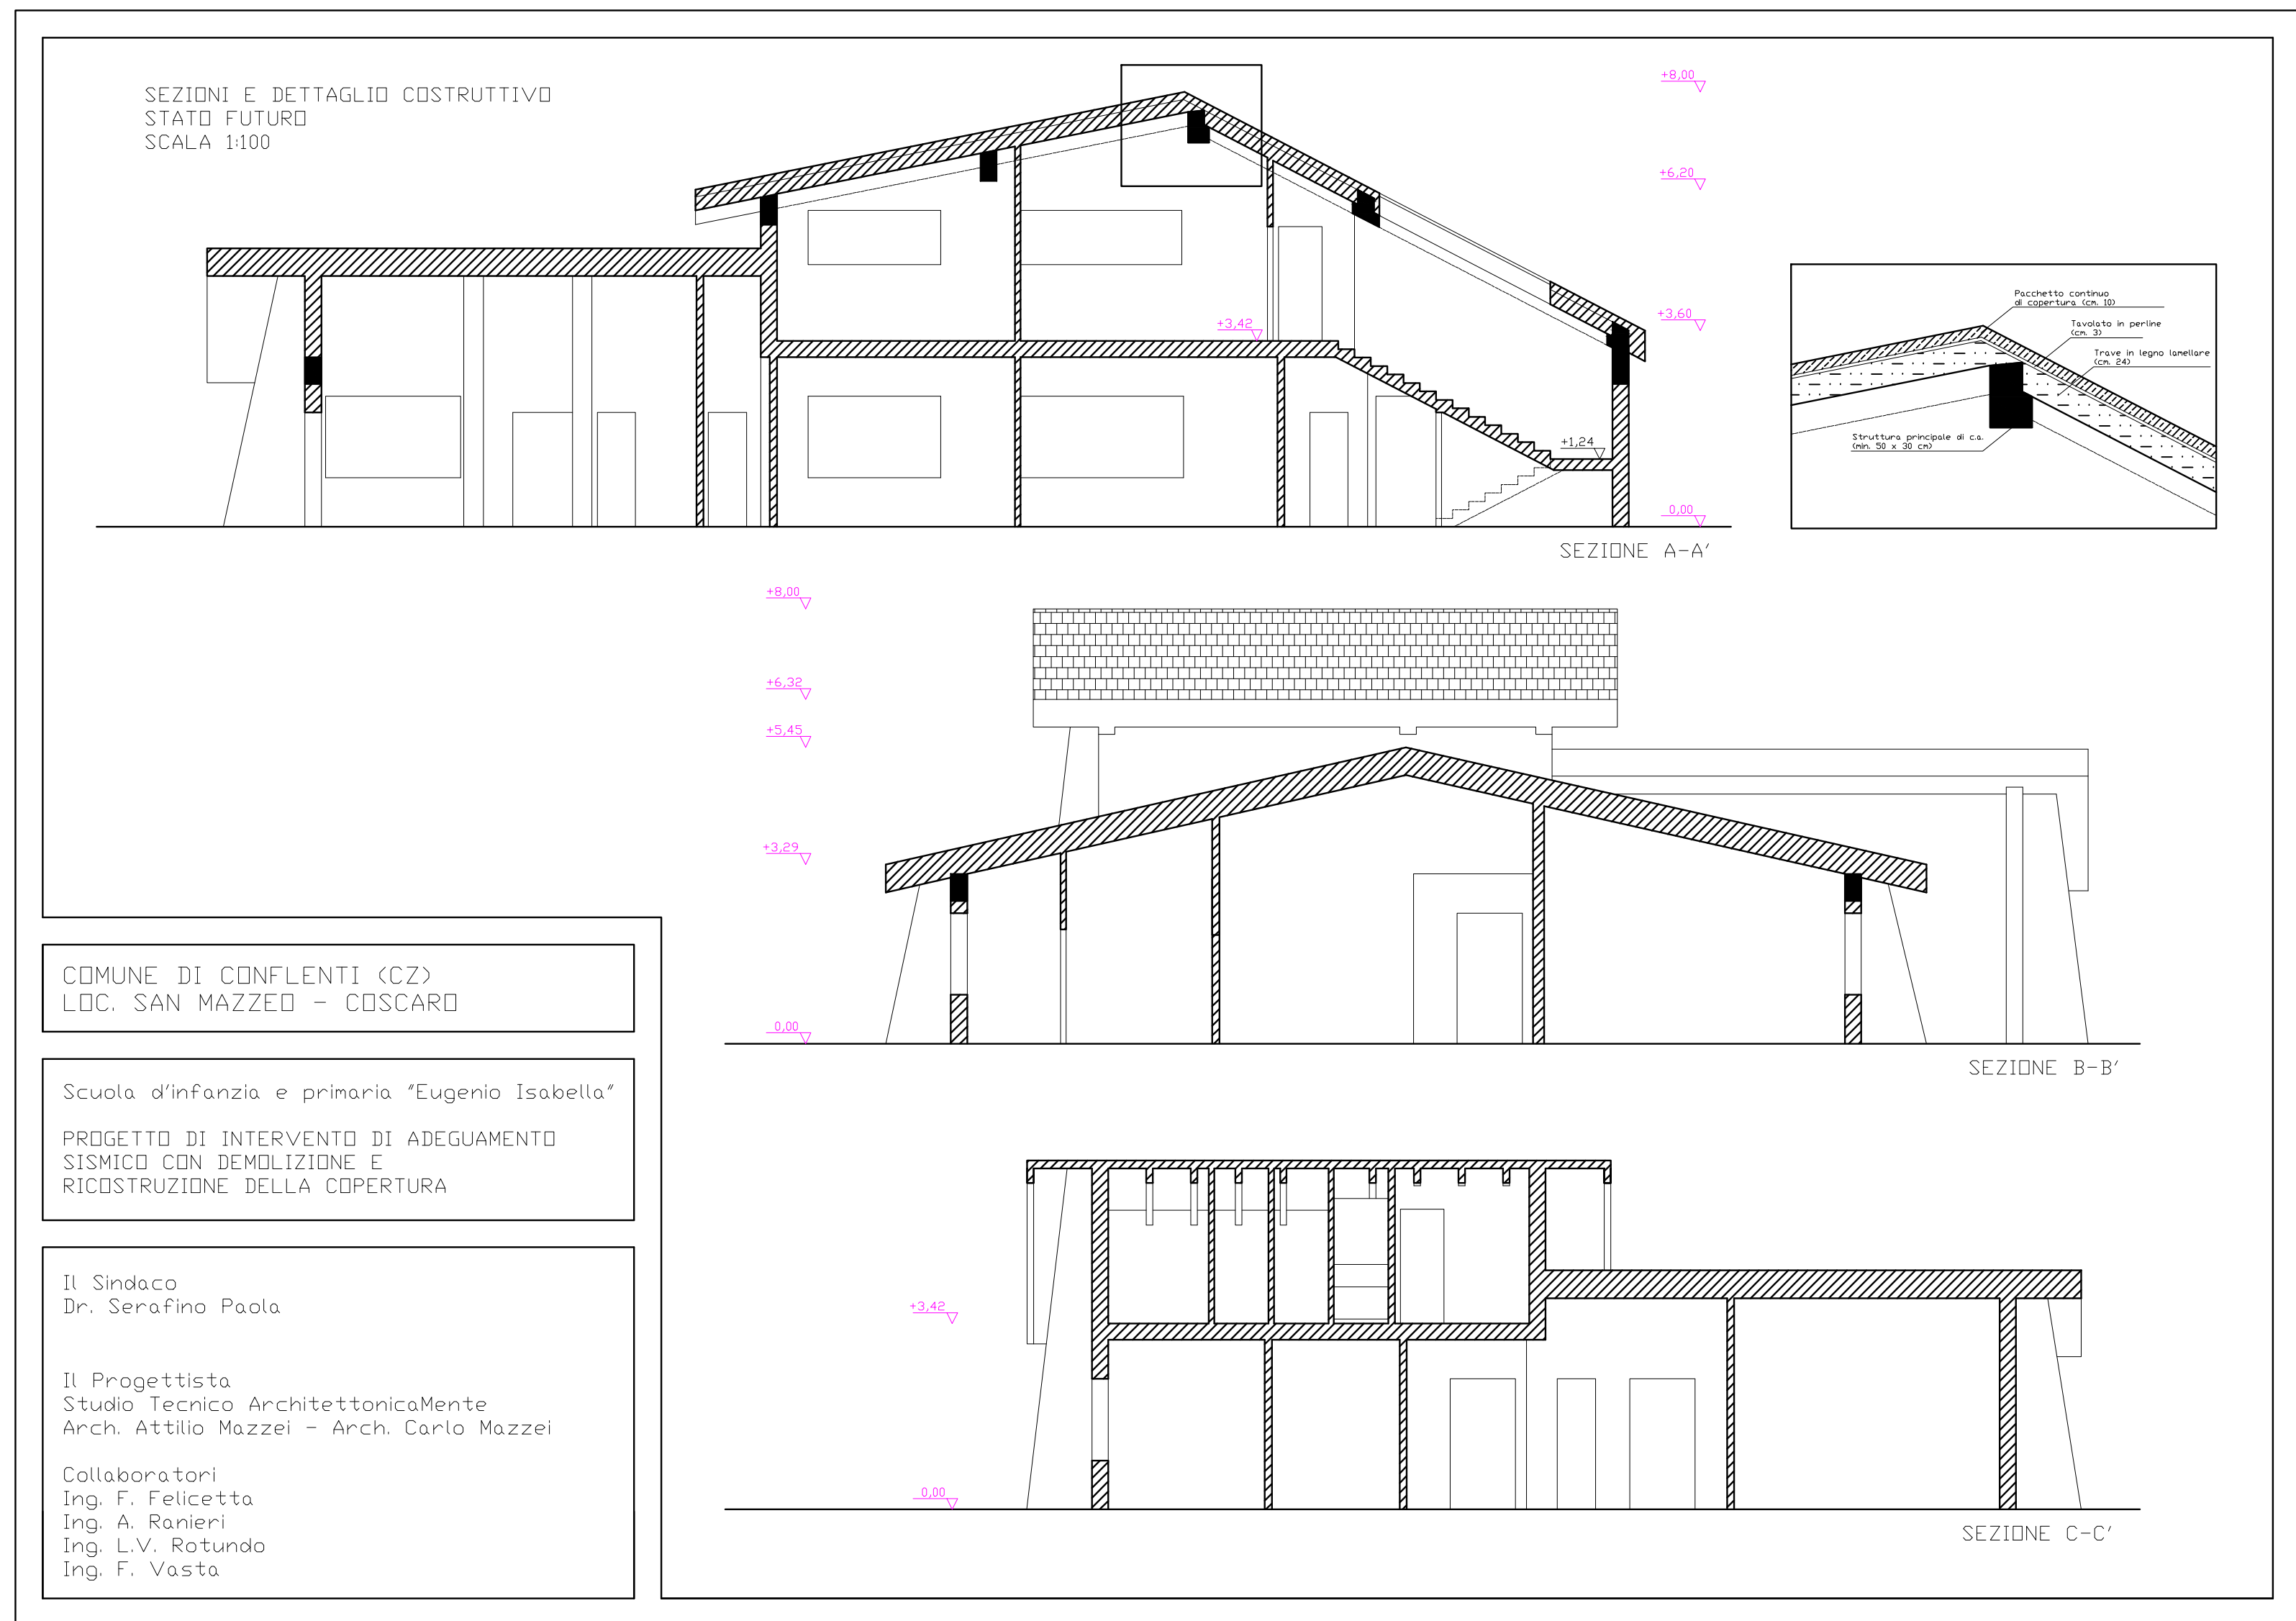 SEZIONI E DETTAGLIO COSTRUTTIVO
STATO FUTURO
SCALA 1:100
+8,00
+6,20
+3,60
+3,42
+1,24
0,00
SEZIONE A-A'
Pacchetto continuo
di copertura (cm. 10)
Tavolato in perline
(cm. 3)
Trave in legno lamellare
(cm. 24)
Struttura principale di c.a.
(min. 50 x 30 cm)
+8,00
+6,32
+5,45
+3,29
0,00
SEZIONE B-B'
+3,42
0,00
SEZIONE C-C'
COMUNE DI CONFLENTI (CZ)
LOC. SAN MAZZEO - COSCARO
Scuola d'infanzia e primaria "Eugenio Isabella"
PROGETTO DI INTERVENTO DI ADEGUAMENTO
SISMICO CON DEMOLIZIONE E
RICOSTRUZIONE DELLA COPERTURA
Il Sindaco
Dr. Serafino Paola
Il Progettista
Studio Tecnico ArchitettonicaMente
Arch. Attilio Mazzei - Arch. Carlo Mazzei
Collaboratori
Ing. F. Felicetta
Ing. A. Ranieri
Ing. L.V. Rotundo
Ing. F. Vasta